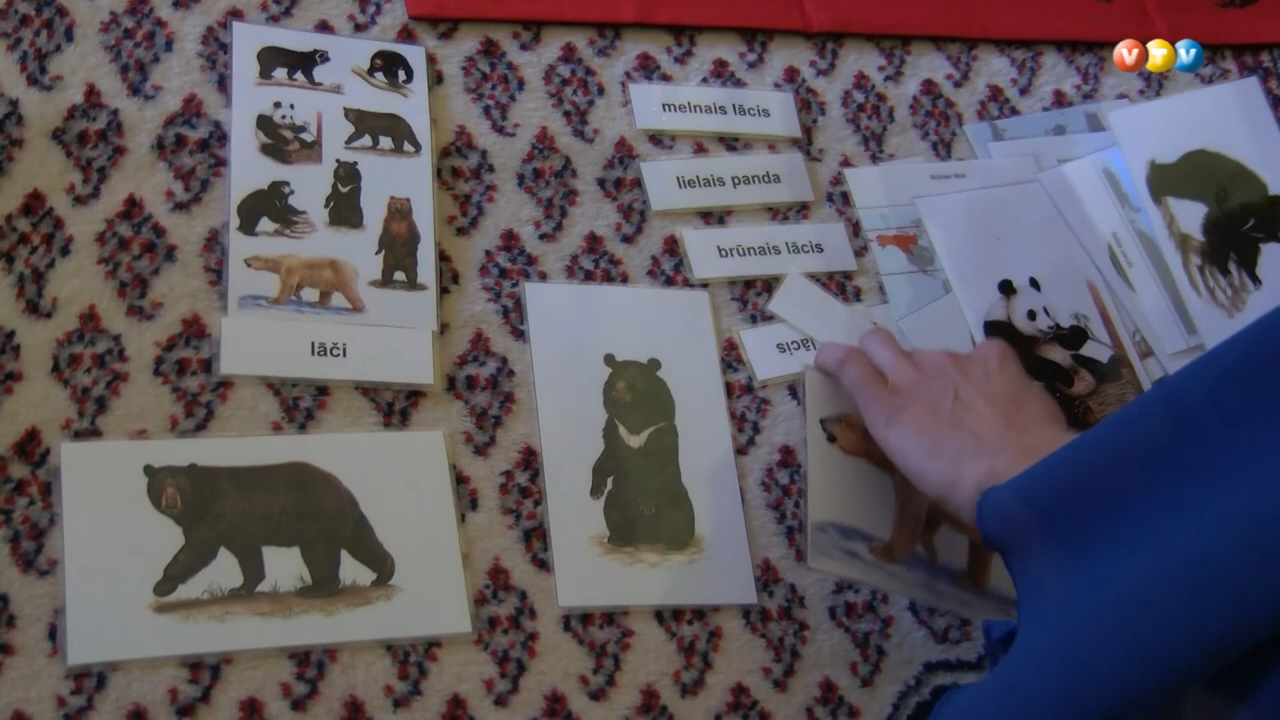 VTV
melnais lācis
lielais panda
brūnais lācis
lācis
lāči